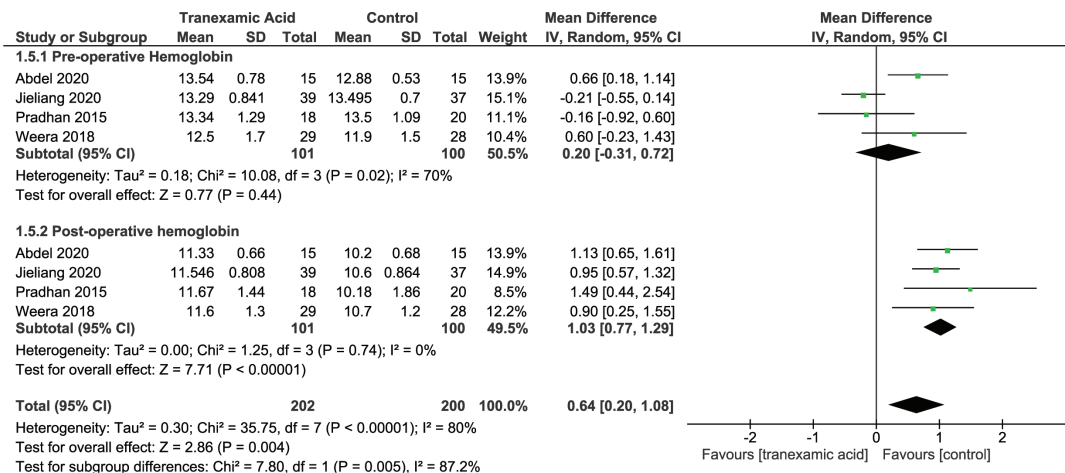 Tranexamic Acid Control Mean Difference Mean Difference
Study or Subgroup Mean SD Total Mean SD Total Weight IV, Random, 95% CI IV, Random, 95% CI
1.5.1 Pre-operative Hemoglobin
Abdel 2020 13.54 0.78 15 12.88 0.53 15 13.9% 0.66 [0.18, 1.14]
Jieliang 2020 13.29 0.841 39 13.495 0.7 37 15.1% -0.21 [-0.55, 0.14]
Pradhan 2015 13.34 1.29 18 13.5 1.09 20 11.1% -0.16 [-0.92, 0.60]
Weera 2018 12.5 1.7 29 11.9 1.5 28 10.4% 0.60 [-0.23, 1.43]
Subtotal (95% CI) 101 100 50.5% 0.20 [-0.31, 0.72]
Heterogeneity: Tau² = 0.18; Chi² = 10.08, df = 3 (P = 0.02); I² = 70%
Test for overall effect: Z = 0.77 (P = 0.44)
1.5.2 Post-operative hemoglobin
Abdel 2020 11.33 0.66 15 10.2 0.68 15 13.9% 1.13 [0.65, 1.61]
Jieliang 2020 11.546 0.808 39 10.6 0.864 37 14.9% 0.95 [0.57, 1.32]
Pradhan 2015 11.67 1.44 18 10.18 1.86 20 8.5% 1.49 [0.44, 2.54]
Weera 2018 11.6 1.3 29 10.7 1.2 28 12.2% 0.90 [0.25, 1.55]
Subtotal (95% CI) 101 100 49.5% 1.03 [0.77, 1.29]
Heterogeneity: Tau² = 0.00; Chi² = 1.25, df = 3 (P = 0.74); I² = 0%
Test for overall effect: Z = 7.71 (P < 0.00001)
Total (95% CI) 202 200 100.0% 0.64 [0.20, 1.08]
Heterogeneity: Tau² = 0.30; Chi² = 35.75, df = 7 (P < 0.00001); I² = 80%
Test for overall effect: Z = 2.86 (P = 0.004)
Test for subgroup differences: Chi² = 7.80, df = 1 (P = 0.005), I² = 87.2%
-2 -1 0 1 2
Favours [tranexamic acid] Favours [control]